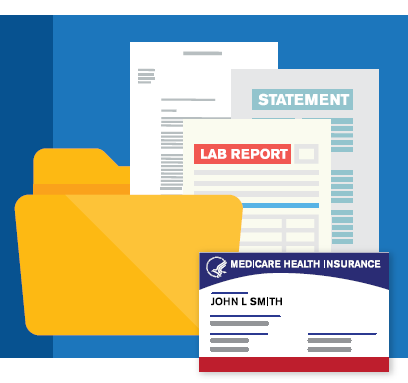 STATEMENT
LAB REPORT
MEDICARE HEALTH INSURANCE
JOHN L SMITH